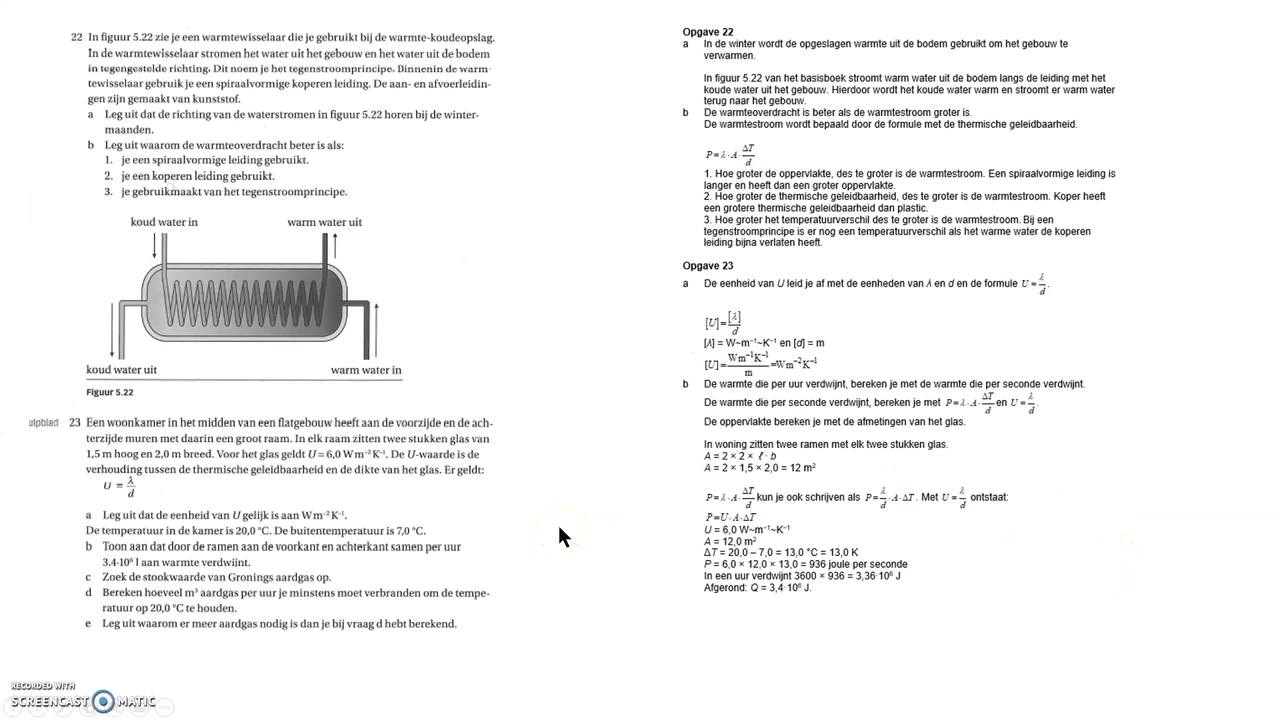 22 In figuur 5.22 zie je een warmtewisselaar die je gebruikt bij de warmte-koudeopslag.
In de warmtewisselaar stromen het water uit het gebouw en het water uit de bodem
in tegengestelde richting. Dit noem je het tegenstroomprincipe. Binnenin de warm
tewisselaar gebruik je een spiraalvormige koperen leiding. De aan- en afvoerleidin-
gen zijn gemaakt van kunststof.
a Leg uit dat de richting van de waterstromen in figuur 5.22 horen bij de winter-
maanden.
b Leg uit waarom de warmteoverdracht beter is als:
1. je een spiraalvormige leiding gebruikt.
2. je een koperen leiding gebruikt.
3. je gebruikmaakt van het tegenstroomprincipe.
koud water in warm water uit
koud water uit warm water in
Figuur 5.22
ulpblad 23 Een woonkamer in het midden van een flatgebouw heeft aan de voorzijde en de ach-
terzijde muren met daarin een groot raam. In elk raam zitten twee stukken glas van
1,5 m hoog en 2,0 m breed. Voor het glas geldt U = 6,0 W m⁻² K⁻¹. De U-waarde is de
verhouding tussen de thermische geleidbaarheid en de dikte van het glas. Er geldt:
U = λ/d
a Leg uit dat de eenheid van U gelijk is aan W m⁻² K⁻¹.
De temperatuur in de kamer is 20,0 °C. De buitentemperatuur is 7,0 °C.
b Toon aan dat door de ramen aan de voorkant en achterkant samen per uur
3.4·10⁶ J aan warmte verdwijnt.
c Zoek de stookwaarde van Gronings aardgas op.
d Bereken hoeveel m³ aardgas per uur je minstens moet verbranden om de tempe-
ratuur op 20,0 °C te houden.
e Leg uit waarom er meer aardgas nodig is dan je bij vraag d hebt berekend.
RECORDED WITH
SCREENCAST MATIC
Opgave 22
a In de winter wordt de opgeslagen warmte uit de bodem gebruikt om het gebouw te
verwarmen.
In figuur 5.22 van het basisboek stroomt warm water uit de bodem langs de leiding met het
koude water uit het gebouw. Hierdoor wordt het koude water warm en stroomt er warm water
terug naar het gebouw.
b De warmteoverdracht is beter als de warmtestroom groter is.
De warmtestroom wordt bepaald door de formule met de thermische geleidbaarheid.
P = λ · A · ΔT/d
1. Hoe groter de oppervlakte, des te groter is de warmtestroom. Een spiraalvormige leiding is
langer en heeft dan een groter oppervlakte.
2. Hoe groter de thermische geleidbaarheid, des te groter is de warmtestroom. Koper heeft
een grotere thermische geleidbaarheid dan plastic.
3. Hoe groter het temperatuurverschil des te groter is de warmtestroom. Bij een
tegenstroomprincipe is er nog een temperatuurverschil als het warme water de koperen
leiding bijna verlaten heeft.
Opgave 23
a De eenheid van U leid je af met de eenheden van λ en d en de formule U = λ/d.
[U] = [λ]/d
[λ] = W~m⁻¹~K⁻¹ en [d] = m
[U] = Wm⁻¹K⁻¹/m = Wm⁻²K⁻¹
b De warmte die per uur verdwijnt, bereken je met de warmte die per seconde verdwijnt.
De warmte die per seconde verdwijnt, bereken je met P = λ · A · ΔT/d en U = λ/d.
De oppervlakte bereken je met de afmetingen van het glas.
In woning zitten twee ramen met elk twee stukken glas.
A = 2 × 2 × ℓ · b
A = 2 × 1,5 × 2,0 = 12 m²
P = λ · A · ΔT/d kun je ook schrijven als P = λ/d · A · ΔT. Met U = λ/d ontstaat:
P = U · A · ΔT
U = 6,0 W~m⁻¹~K⁻¹
A = 12,0 m²
ΔT = 20,0 – 7,0 = 13,0 °C = 13,0 K
P = 6,0 × 12,0 × 13,0 = 936 joule per seconde
In een uur verdwijnt 3600 × 936 = 3,36·10⁶ J
Afgerond: Q = 3,4·10⁶ J.